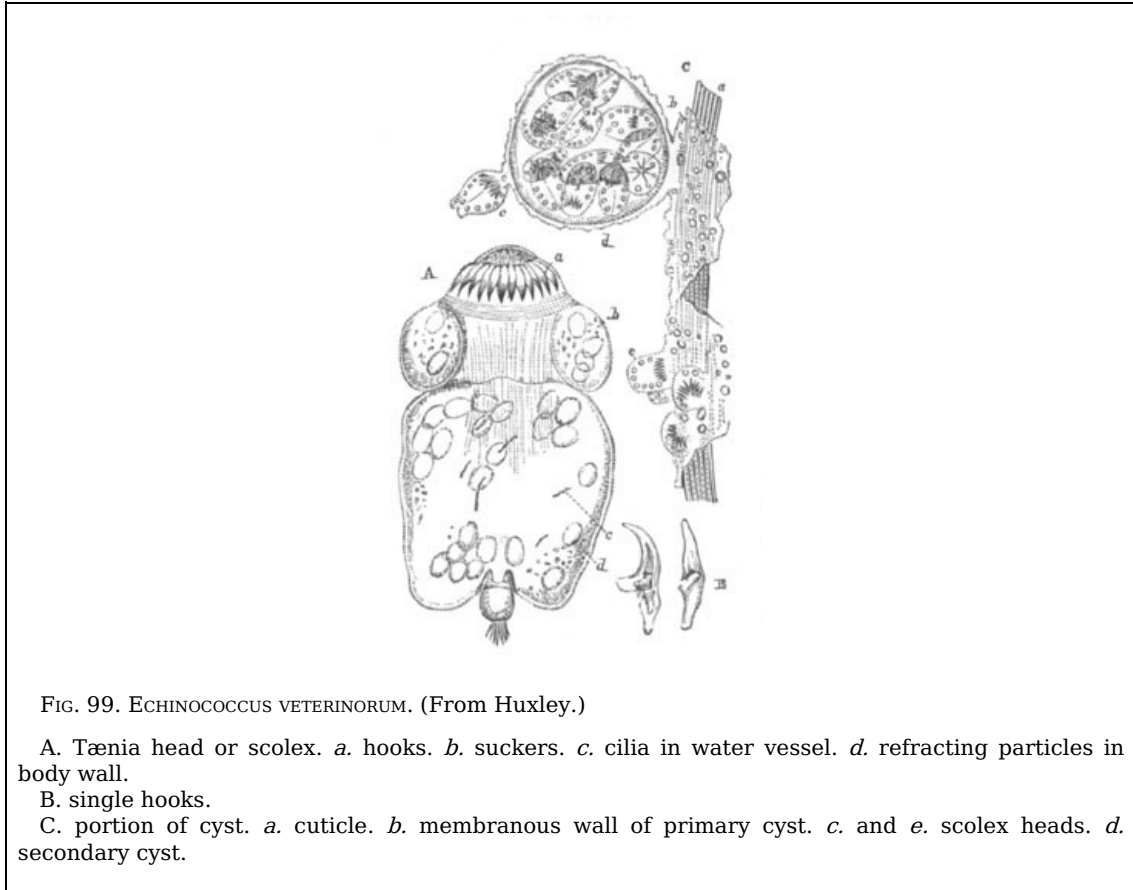 C
a
b
c
d
A
a
b
e
c
d
B
FIG. 99. ECHINOCOCCUS VETERINORUM. (From Huxley.)
A. Tænia head or scolex. a. hooks. b. suckers. c. cilia in water vessel. d. refracting particles in
body wall.
B. single hooks.
C. portion of cyst. a. cuticle. b. membranous wall of primary cyst. c. and e. scolex heads. d.
secondary cyst.